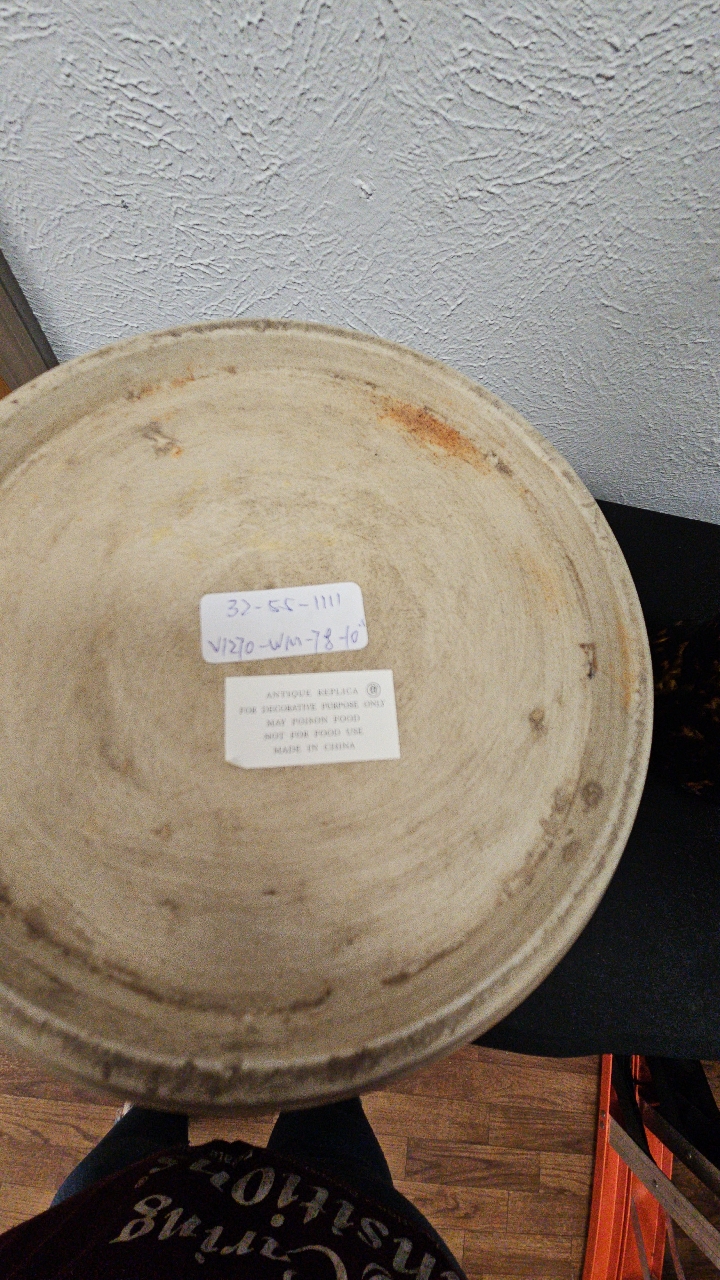 32-55-1111
V1270-WM-78-10"
ANTIQUE REPLICA
FOR DECORATIVE PURPOSE ONLY
MAY POISON FOOD
NOT FOR FOOD USE
MADE IN CHINA
Caring